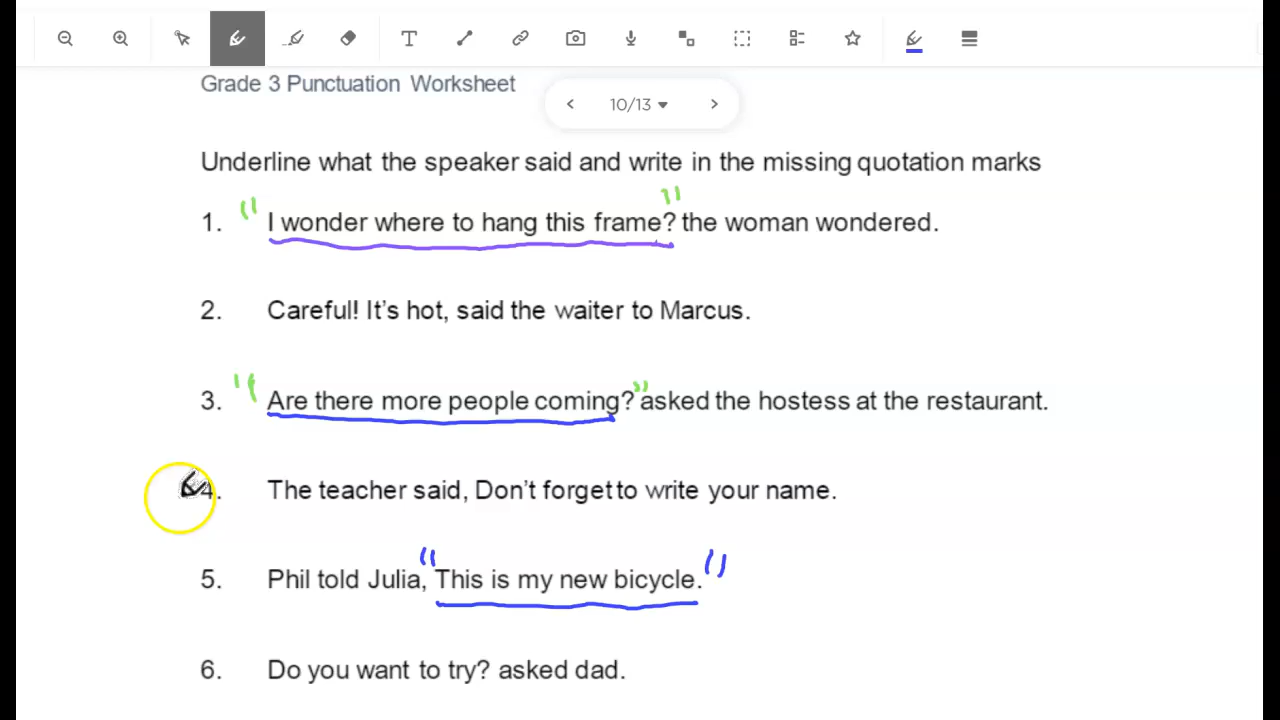 Grade 3 Punctuation Worksheet
10/13
Underline what the speaker said and write in the missing quotation marks
1. "I wonder where to hang this frame?" the woman wondered.
2. Careful! It's hot, said the waiter to Marcus.
3. "Are there more people coming?" asked the hostess at the restaurant.
4. The teacher said, Don't forget to write your name.
5. Phil told Julia, "This is my new bicycle."
6. Do you want to try? asked dad.